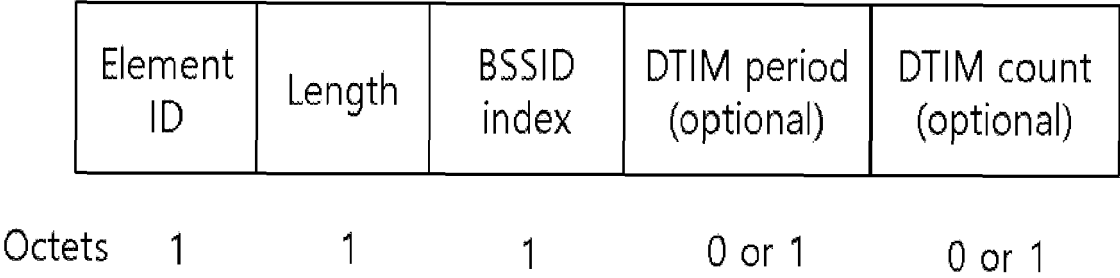 Element ID
Length
BSSID index
DTIM period (optional)
DTIM count (optional)
Octets 1 1 1 0 or 1 0 or 1